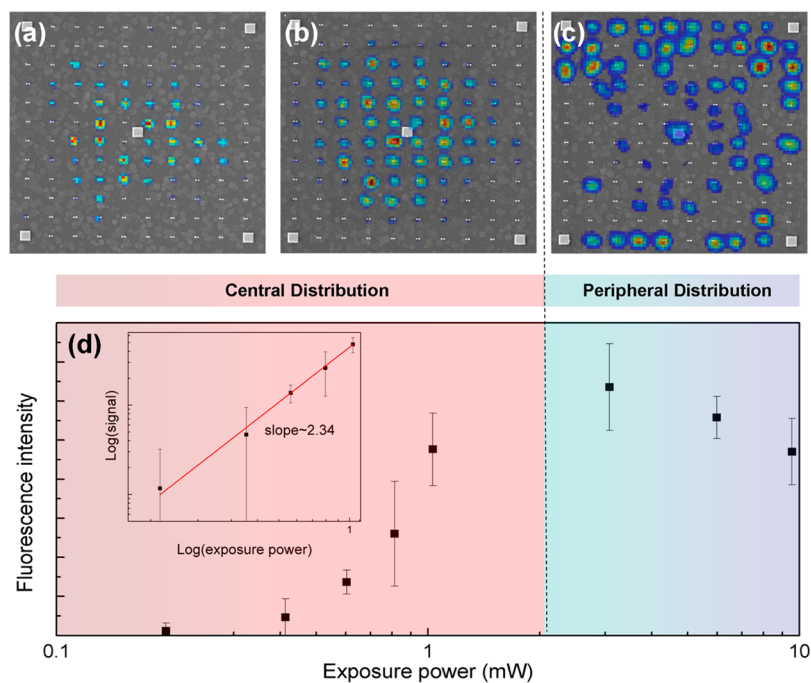 (a)
(b)
(c)
Central Distribution
Peripheral Distribution
(d)
Log(signal)
slope~2.34
1
Log(exposure power)
Fluorescence intensity
0.1
1
10
Exposure power (mW)